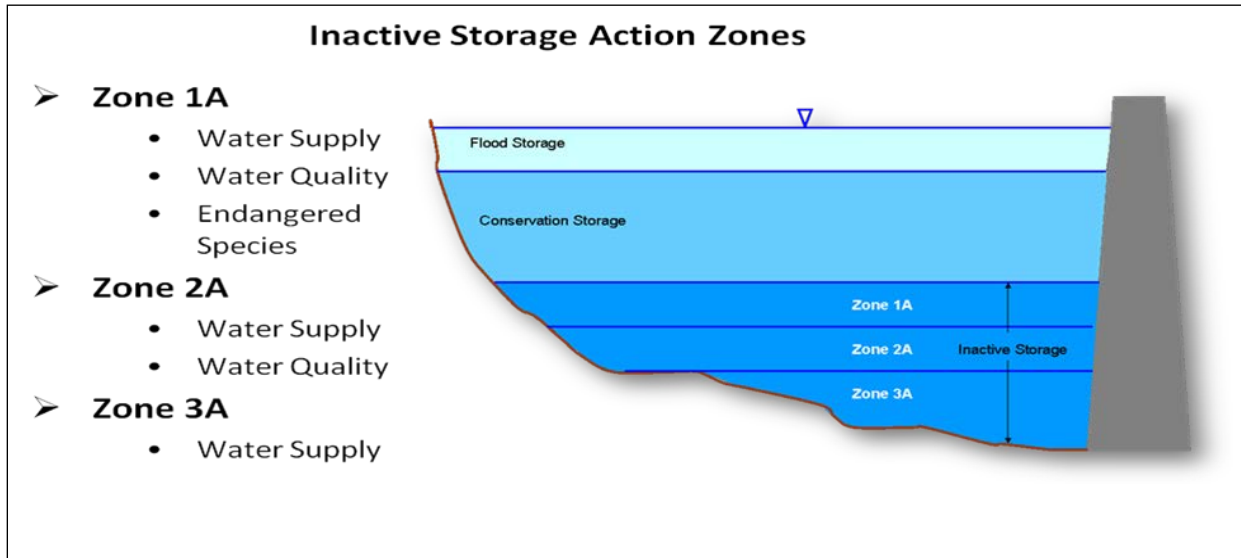 Inactive Storage Action Zones
➢ Zone 1A
• Water Supply
• Water Quality
• Endangered
Species
➢ Zone 2A
• Water Supply
• Water Quality
➢ Zone 3A
• Water Supply
Flood Storage
Conservation Storage
Zone 1A
Zone 2A
Inactive Storage
Zone 3A